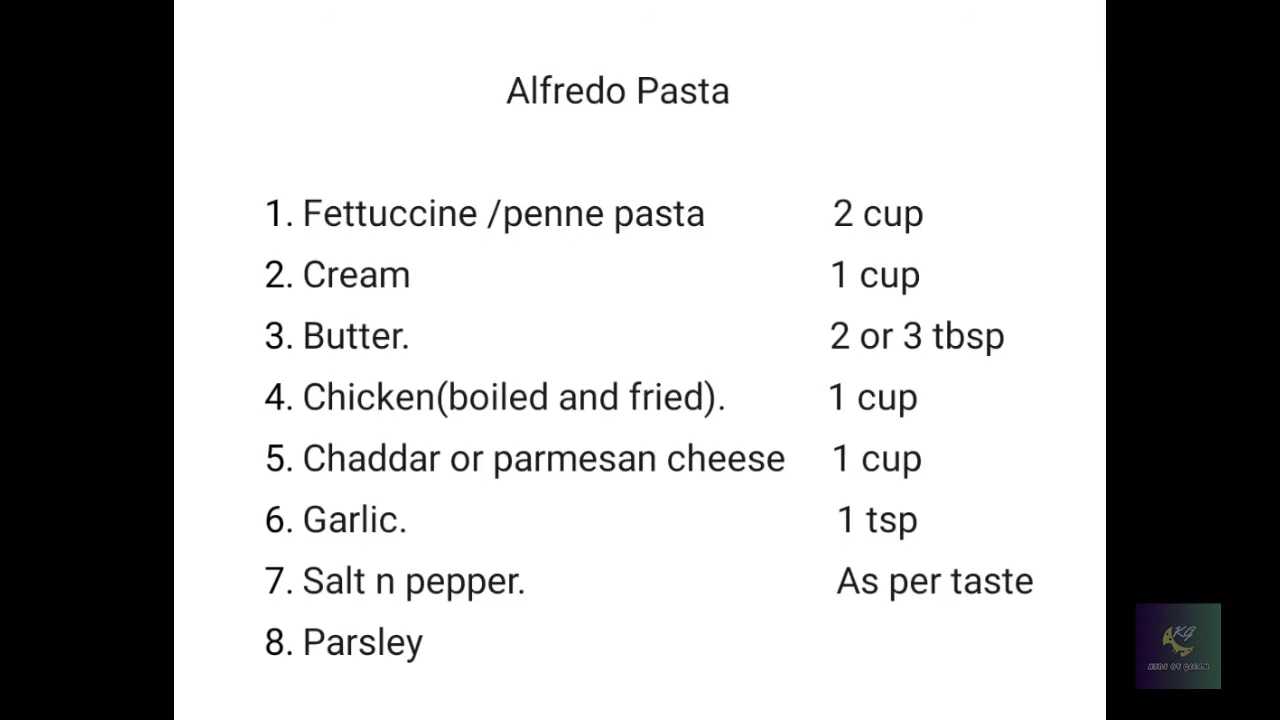 Alfredo Pasta
1. Fettuccine /penne pasta 2 cup
2. Cream 1 cup
3. Butter. 2 or 3 tbsp
4. Chicken(boiled and fried). 1 cup
5. Chaddar or parmesan cheese 1 cup
6. Garlic. 1 tsp
7. Salt n pepper. As per taste
8. Parsley
KG